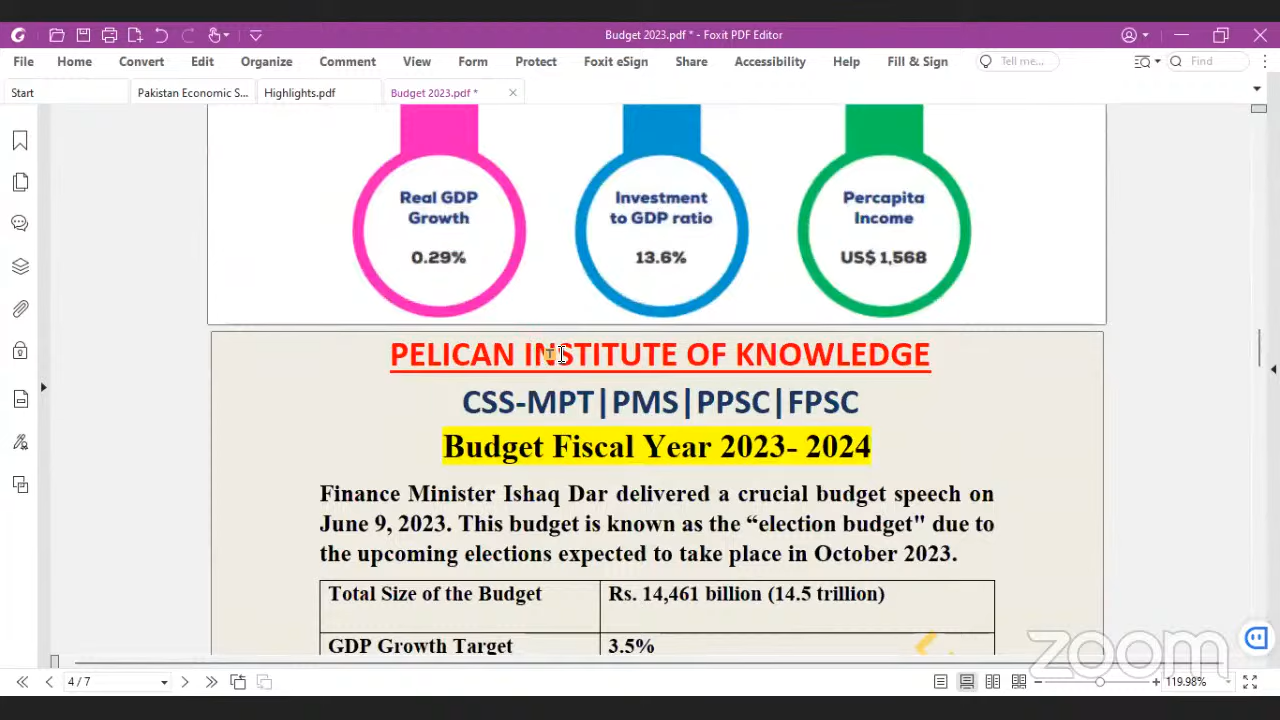 Budget 2023.pdf * - Foxit PDF Editor
File Home Convert Edit Organize Comment View Form Protect Foxit eSign Share Accessibility Help Fill & Sign Tell me... Find
Start Pakistan Economic S... Highlights.pdf Budget 2023.pdf *
Real GDP
Growth
0.29%
Investment
to GDP ratio
13.6%
Percapita
Income
US$ 1,568
PELICAN INSTITUTE OF KNOWLEDGE
CSS-MPT|PMS|PPSC|FPSC
Budget Fiscal Year 2023- 2024
Finance Minister Ishaq Dar delivered a crucial budget speech on
June 9, 2023. This budget is known as the “election budget" due to
the upcoming elections expected to take place in October 2023.
Total Size of the Budget Rs. 14,461 billion (14.5 trillion)
GDP Growth Target 3.5%
zoom
4 / 7 119.98%